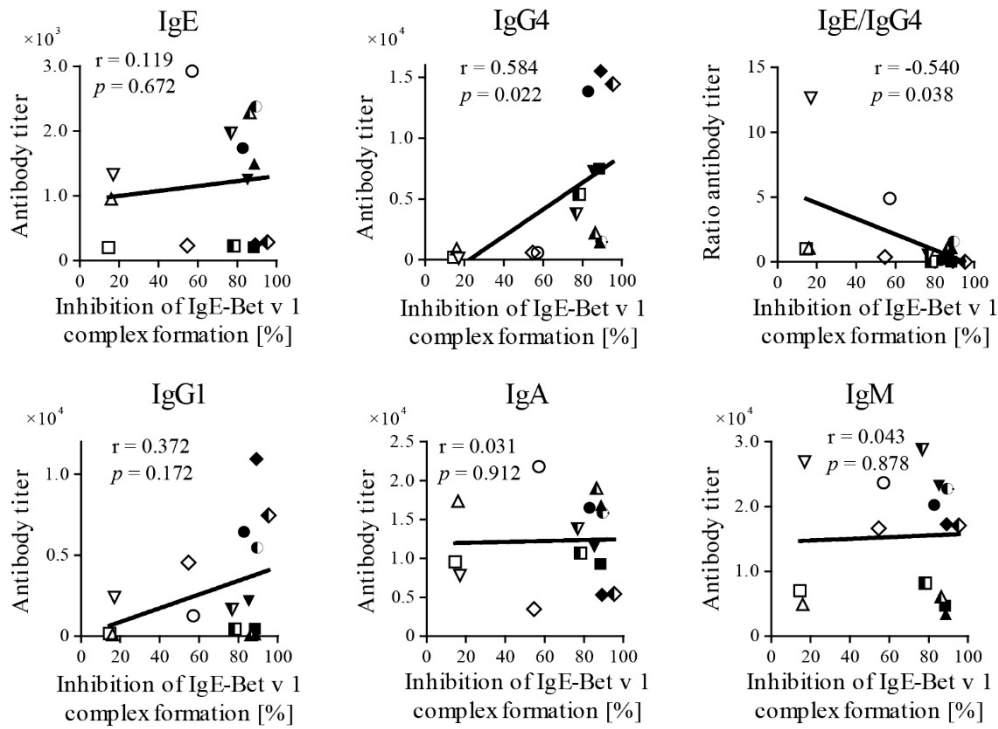 IgE
×10³
r = 0.119
p = 0.672
Antibody titer
3.0
2.0
1.0
0
0 20 40 60 80 100
Inhibition of IgE-Bet v 1
complex formation [%]
IgG4
×10⁴
r = 0.584
p = 0.022
Antibody titer
1.5
1.0
0.5
0
0 20 40 60 80 100
Inhibition of IgE-Bet v 1
complex formation [%]
IgE/IgG4
r = -0.540
p = 0.038
Ratio antibody titer
15
10
5
0
0 20 40 60 80 100
Inhibition of IgE-Bet v 1
complex formation [%]
IgG1
×10⁴
r = 0.372
p = 0.172
Antibody titer
1.0
0.5
0
0 20 40 60 80 100
Inhibition of IgE-Bet v 1
complex formation [%]
IgA
×10⁴
r = 0.031
p = 0.912
Antibody titer
2.5
2.0
1.5
1.0
0.5
0
0 20 40 60 80 100
Inhibition of IgE-Bet v 1
complex formation [%]
IgM
×10⁴
r = 0.043
p = 0.878
Antibody titer
3.0
2.0
1.0
0
0 20 40 60 80 100
Inhibition of IgE-Bet v 1
complex formation [%]